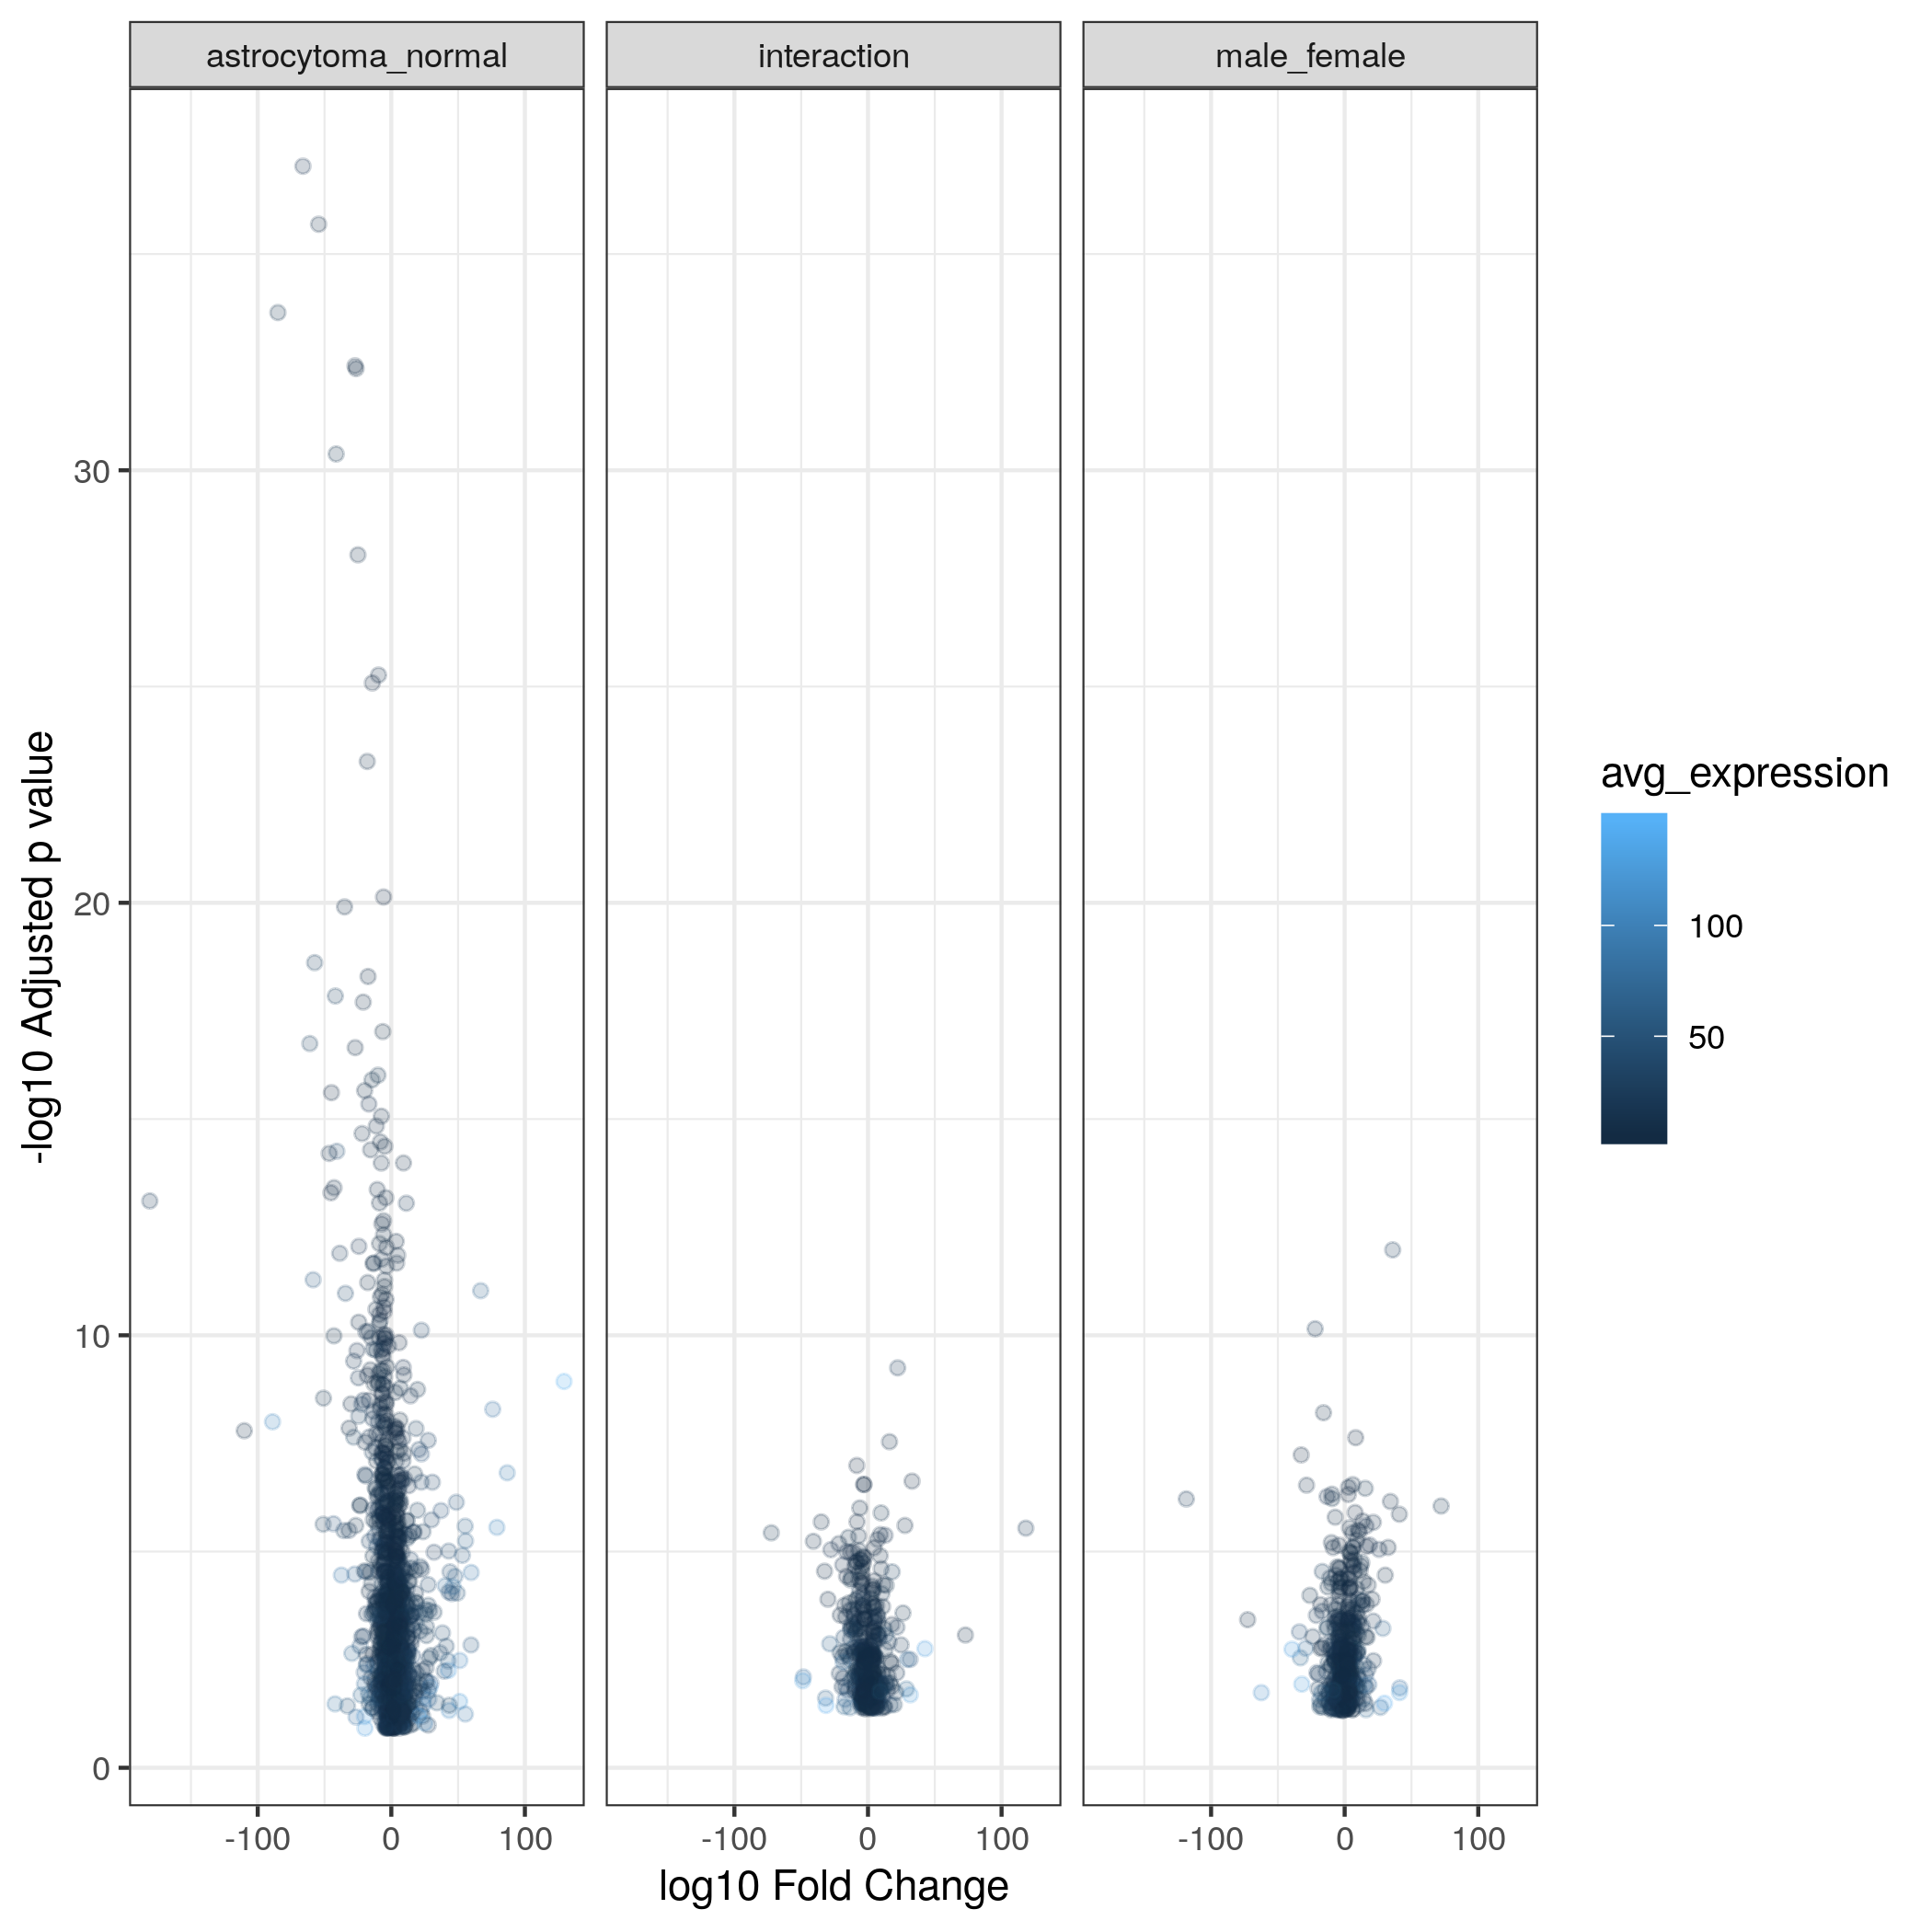 astrocytoma_normal
interaction
male_female
-log10 Adjusted p value
30
20
10
0
-100 0 100
-100 0 100
-100 0 100
log10 Fold Change
avg_expression
100
50